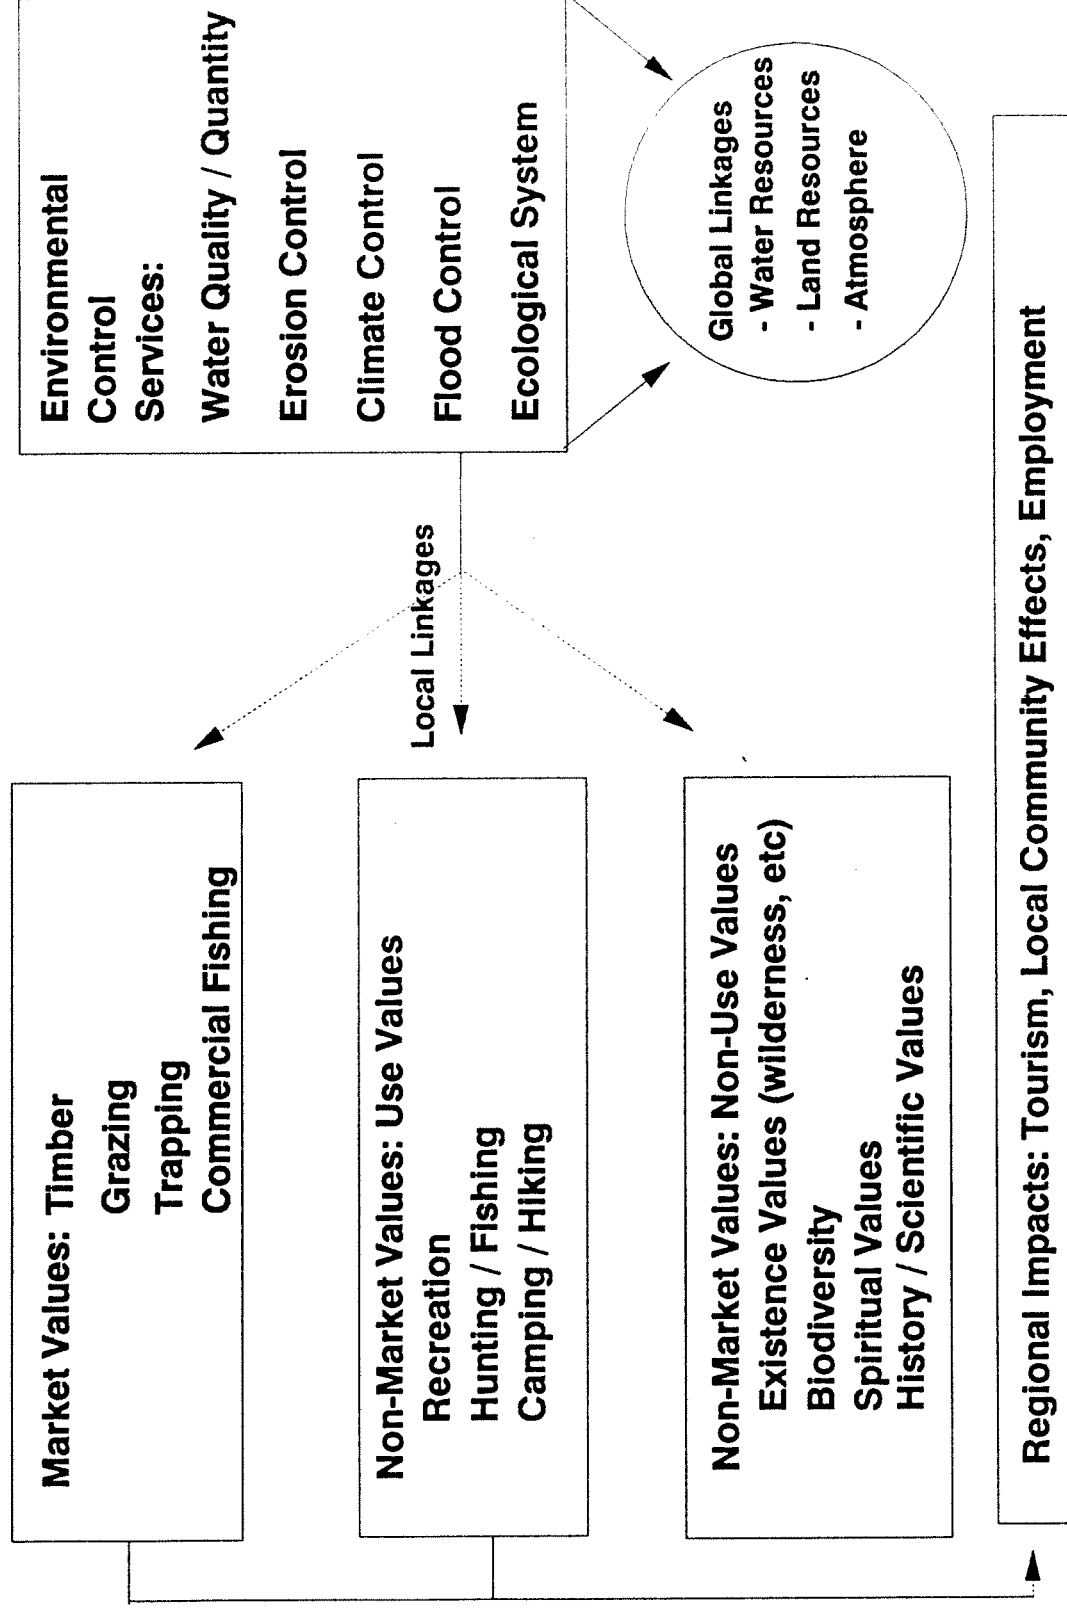 Market Values: Timber
Grazing
Trapping
Commercial Fishing
Non-Market Values: Use Values
Recreation
Hunting / Fishing
Camping / Hiking
Non-Market Values: Non-Use Values
Existence Values (wilderness, etc)
Biodiversity
Spiritual Values
History / Scientific Values
Local Linkages
Environmental
Control
Services:
Water Quality / Quantity
Erosion Control
Climate Control
Flood Control
Ecological System
Global Linkages
- Water Resources
- Land Resources
- Atmosphere
Regional Impacts: Tourism, Local Community Effects, Employment